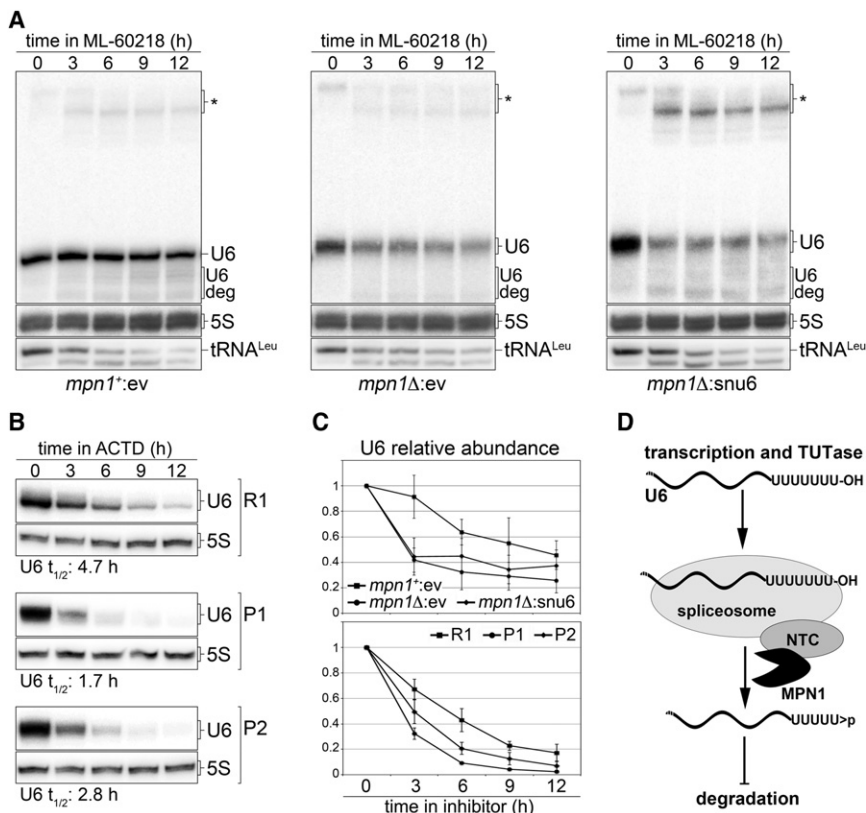 A
time in ML-60218 (h)
0 3 6 9 12
*
U6
U6
deg
5S
tRNALeu
mpn1+:ev
time in ML-60218 (h)
0 3 6 9 12
*
U6
U6
deg
5S
tRNALeu
mpn1Δ:ev
time in ML-60218 (h)
0 3 6 9 12
*
U6
U6
deg
5S
tRNALeu
mpn1Δ:snu6
B
time in ACTD (h)
0 3 6 9 12
U6
R1
5S
U6 t1/2: 4.7 h
U6
P1
5S
U6 t1/2: 1.7 h
U6
P2
5S
U6 t1/2: 2.8 h
C
U6 relative abundance
1
0.8
0.6
0.4
0.2
0
mpn1+:ev
mpn1Δ:ev mpn1Δ:snu6
R1 P1 P2
1
0.8
0.6
0.4
0.2
0
0 3 6 9 12
time in inhibitor (h)
D
transcription and TUTase
UUUUUUU-OH
U6
UUUUUUU-OH
spliceosome
NTC
MPN1
UUUUU>p
degradation